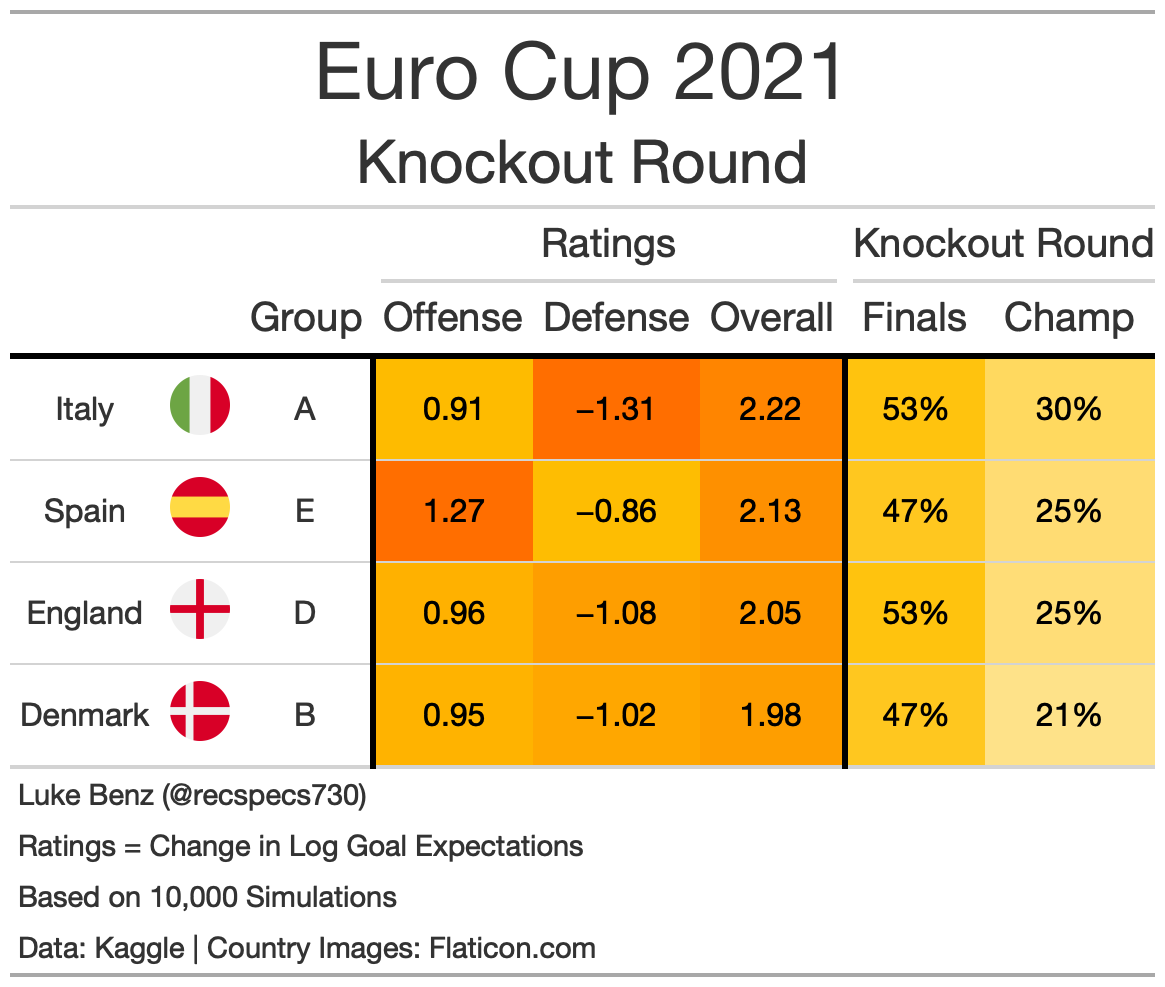 Euro Cup 2021
Knockout Round
Ratings Knockout Round
Group Offense Defense Overall Finals Champ
Italy A 0.91 −1.31 2.22 53% 30%
Spain E 1.27 −0.86 2.13 47% 25%
England D 0.96 −1.08 2.05 53% 25%
Denmark B 0.95 −1.02 1.98 47% 21%
Luke Benz (@recspecs730)
Ratings = Change in Log Goal Expectations
Based on 10,000 Simulations
Data: Kaggle | Country Images: Flaticon.com